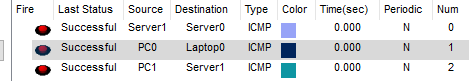 Fire Last Status Source Destination Type Color Time(sec) Periodic Num
Successful Server1 Server0 ICMP 0.000 N 0
Successful PC0 Laptop0 ICMP 0.000 N 1
Successful PC1 Server1 ICMP 0.000 N 2